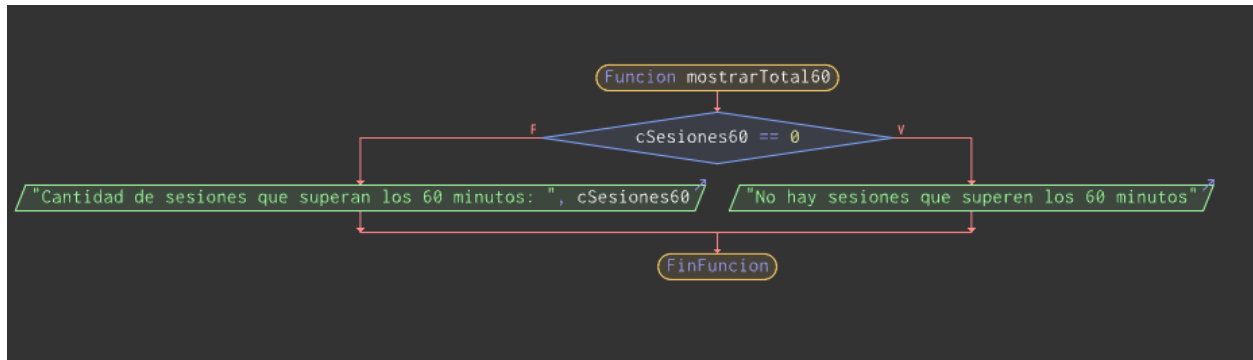 Funcion mostrarTotal60
F
V
cSesiones60 == 0
"Cantidad de sesiones que superan los 60 minutos: ", cSesiones60
"No hay sesiones que superen los 60 minutos"
FinFuncion